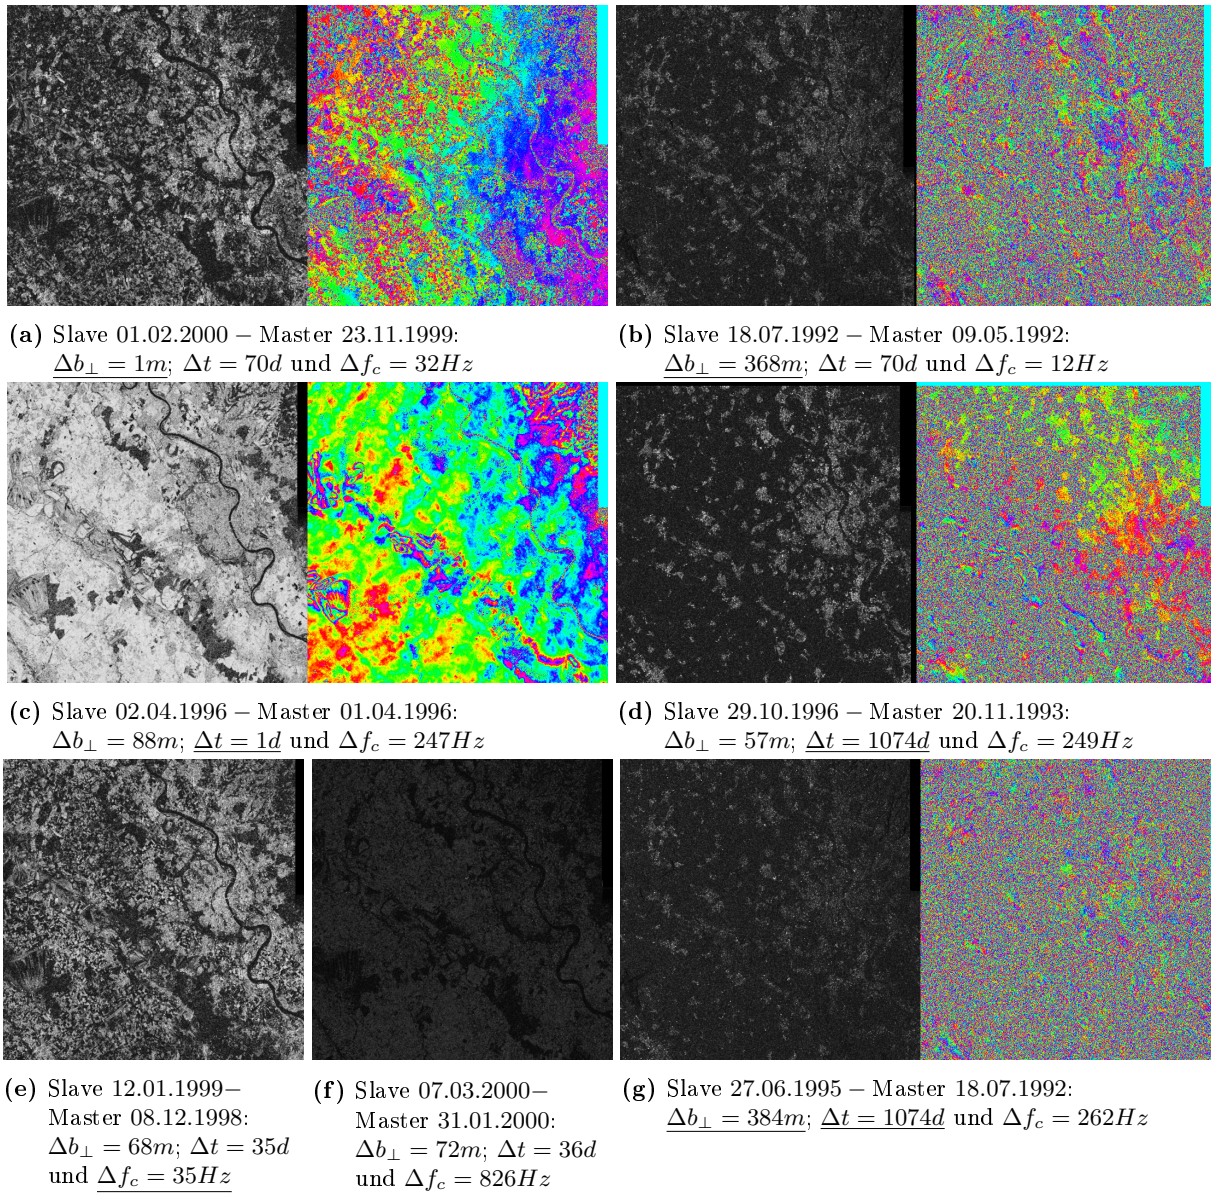 (a) Slave 01.02.2000 – Master 23.11.1999:
Δb⊥ = 1m; Δt = 70d und Δfc = 32Hz
(b) Slave 18.07.1992 – Master 09.05.1992:
Δb⊥ = 368m; Δt = 70d und Δfc = 12Hz
(c) Slave 02.04.1996 – Master 01.04.1996:
Δb⊥ = 88m; Δt = 1d und Δfc = 247Hz
(d) Slave 29.10.1996 – Master 20.11.1993:
Δb⊥ = 57m; Δt = 1074d und Δfc = 249Hz
(e) Slave 12.01.1999–
Master 08.12.1998:
Δb⊥ = 68m; Δt = 35d
und Δfc = 35Hz
(f) Slave 07.03.2000–
Master 31.01.2000:
Δb⊥ = 72m; Δt = 36d
und Δfc = 826Hz
(g) Slave 27.06.1995 – Master 18.07.1992:
Δb⊥ = 384m; Δt = 1074d und Δfc = 262Hz